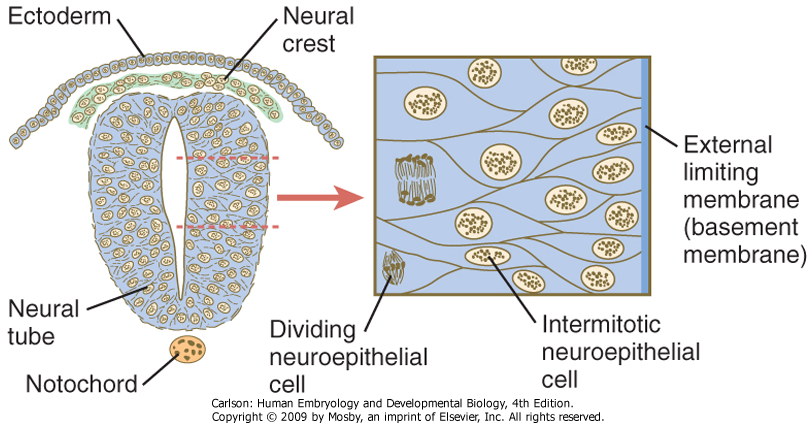 Ectoderm
Neural
crest
External
limiting
membrane
(basement
membrane)
Neural
tube
Notochord
Dividing
neuroepithelial
cell
Intermitotic
neuroepithelial
cell
Carlson: Human Embryology and Developmental Biology, 4th Edition.
Copyright © 2009 by Mosby, an imprint of Elsevier, Inc. All rights reserved.